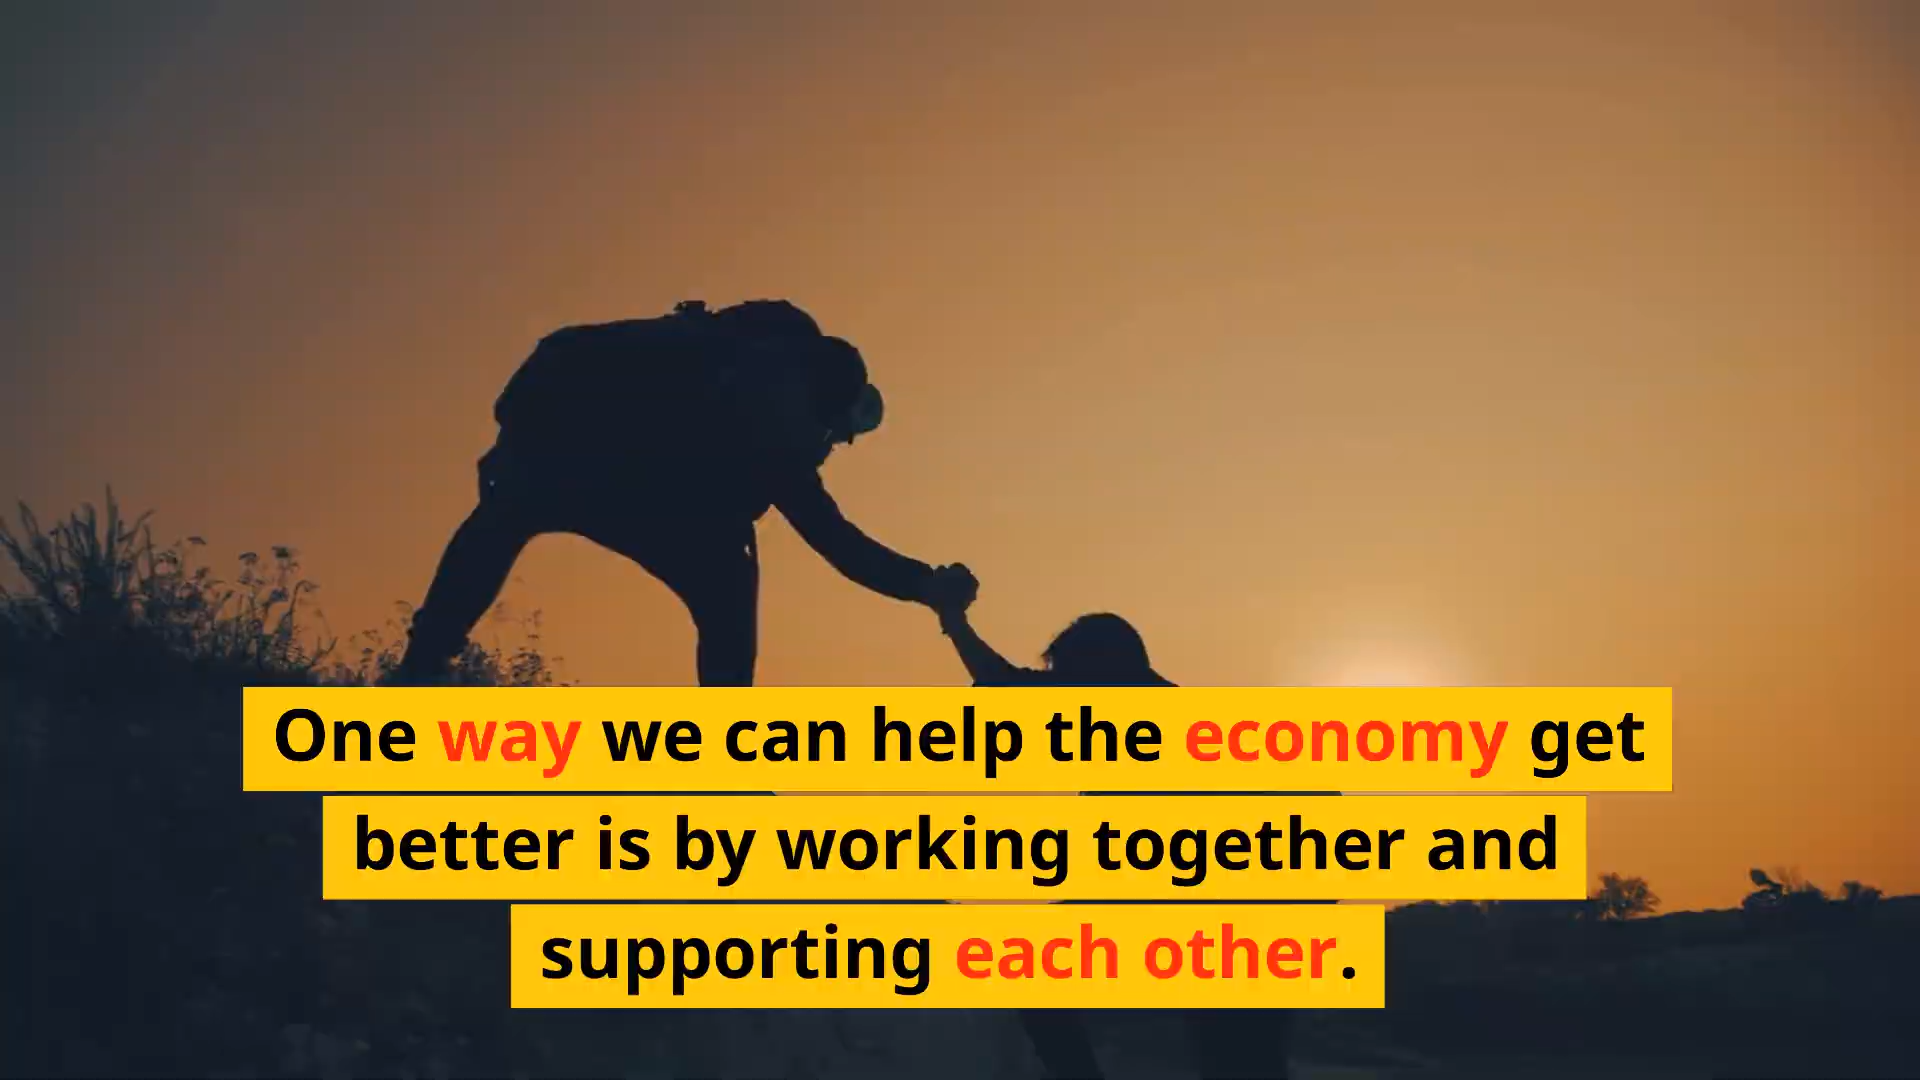 One way we can help the economy get
better is by working together and
supporting each other.